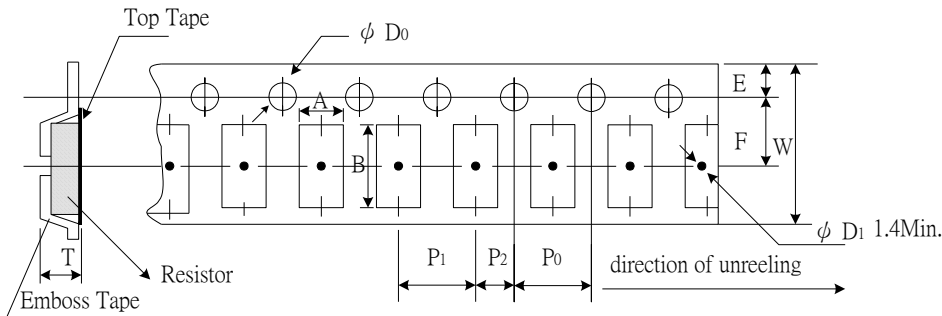 Top Tape
ϕ D0
A
E
F
W
B
ϕ D1 1.4Min.
T
Resistor
P1
P2
P0
direction of unreeling
Emboss Tape